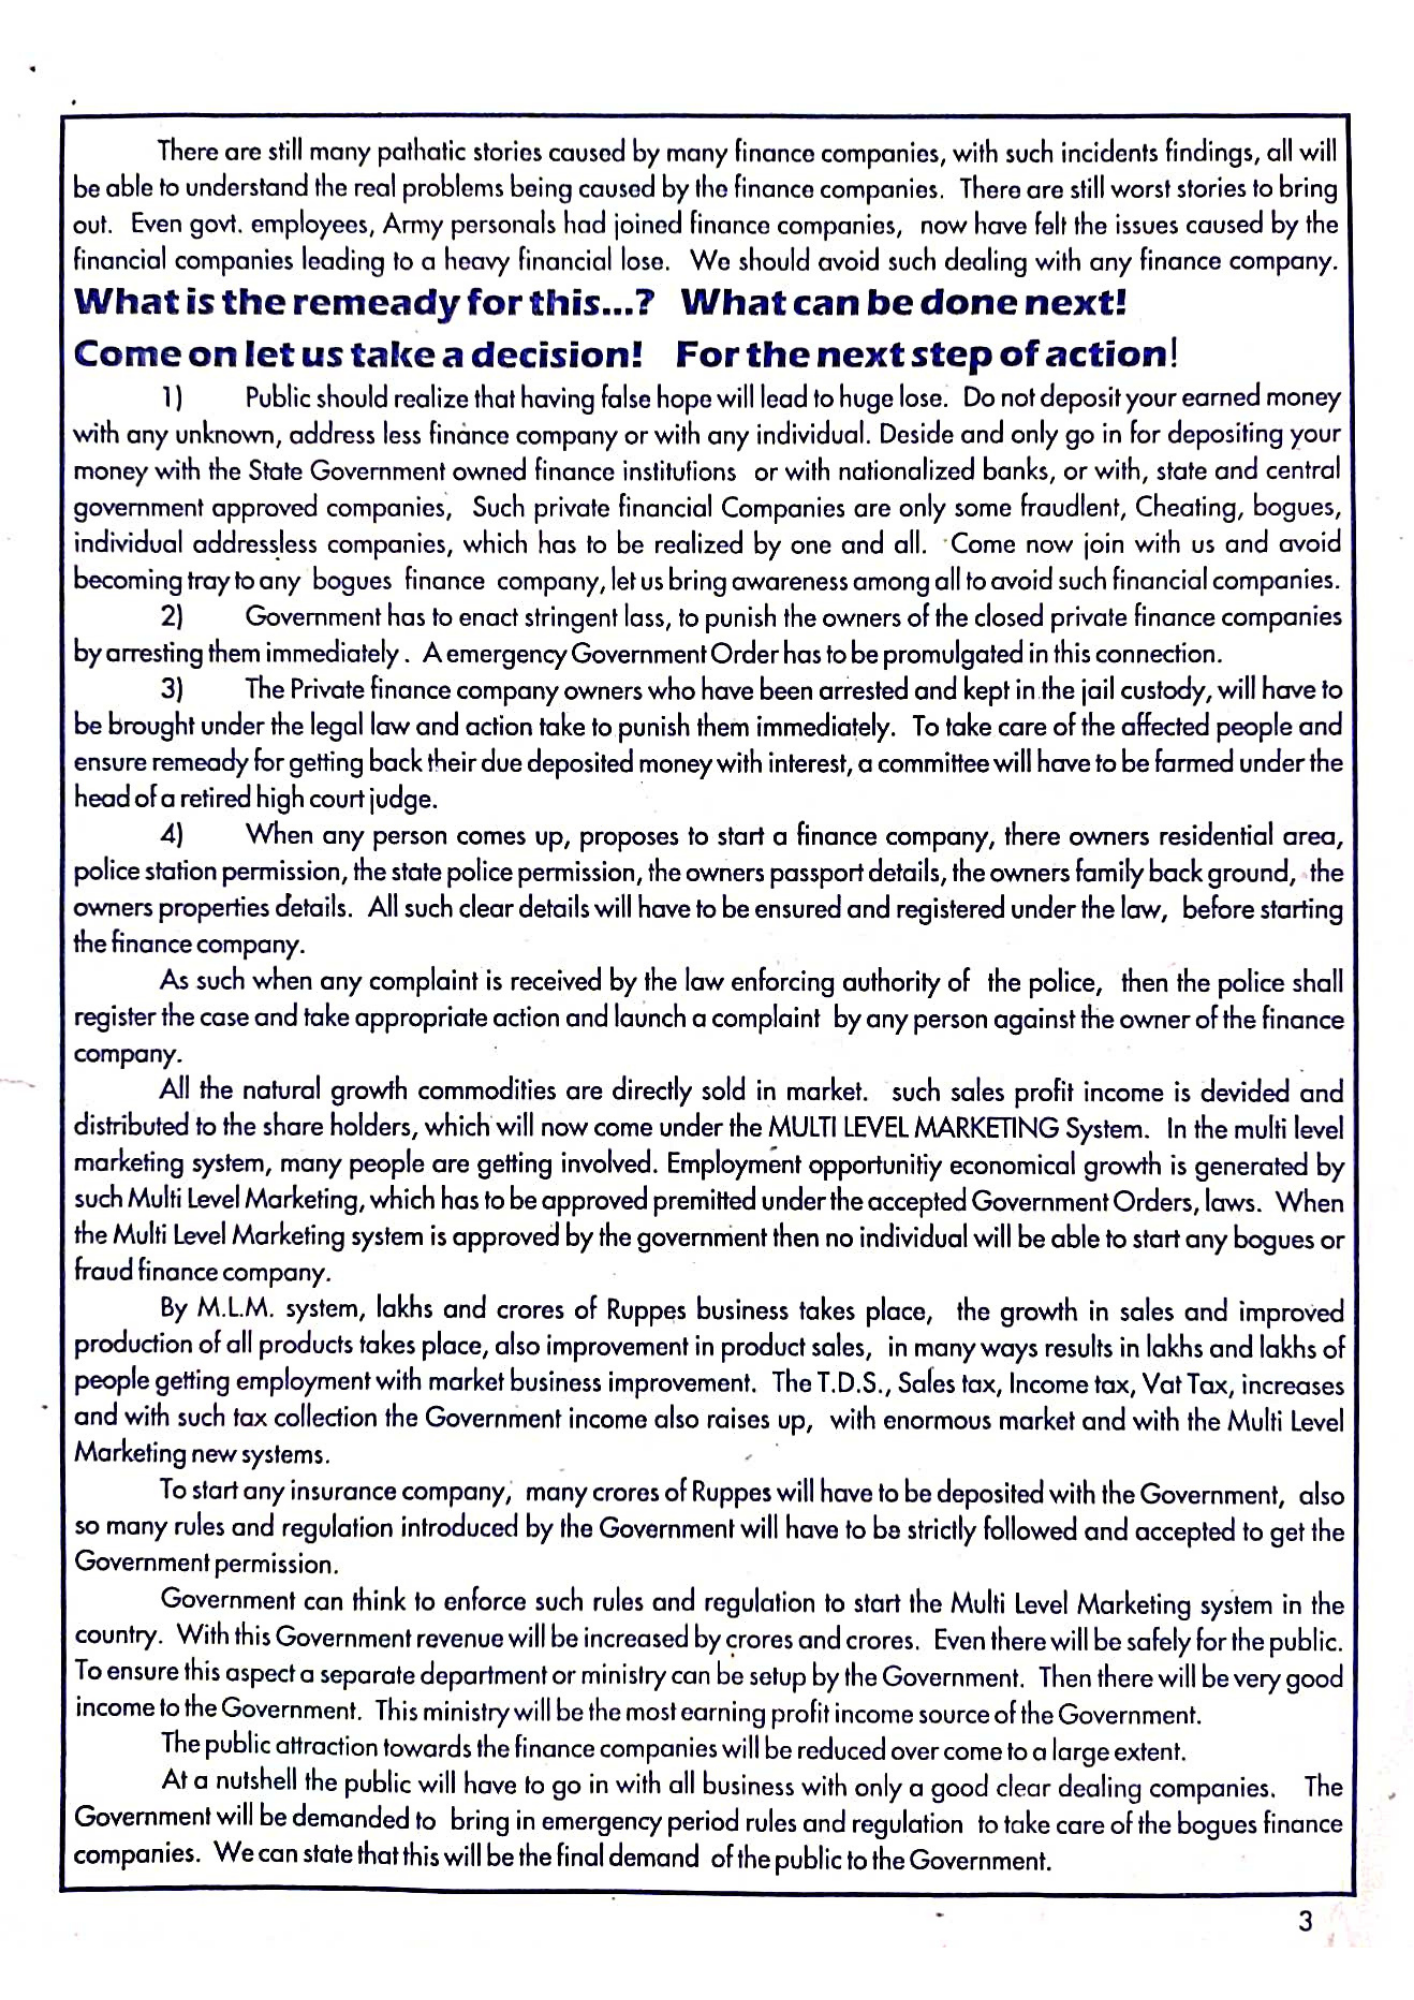 There are still many pathatic stories caused by many finance companies, with such incidents findings, all will
be able to understand the real problems being caused by the finance companies. There are still worst stories to bring
out. Even govt. employees, Army personals had joined finance companies, now have felt the issues caused by the
financial companies leading to a heavy financial lose. We should avoid such dealing with any finance company.
What is the remeady for this...? What can be done next!
Come on let us take a decision! For the next step of action!
1) Public should realize that having false hope will lead to huge lose. Do not deposit your earned money
with any unknown, address less finance company or with any individual. Deside and only go in for depositing your
money with the State Government owned finance institutions or with nationalized banks, or with, state and central
government approved companies, Such private financial Companies are only some fraudlent, Cheating, bogues,
individual addressless companies, which has to be realized by one and all. Come now join with us and avoid
becoming tray to any bogues finance company, let us bring awareness among all to avoid such financial companies.
2) Government has to enact stringent lass, to punish the owners of the closed private finance companies
by arresting them immediately . A emergency Government Order has to be promulgated in this connection.
3) The Private finance company owners who have been arrested and kept in the jail custody, will have to
be brought under the legal law and action take to punish them immediately. To take care of the affected people and
ensure remeady for getting back their due deposited money with interest, a committee will have to be farmed under the
head of a retired high court judge.
4) When any person comes up, proposes to start a finance company, there owners residential area,
police station permission, the state police permission, the owners passport details, the owners family back ground, the
owners properties details. All such clear details will have to be ensured and registered under the law, before starting
the finance company.
As such when any complaint is received by the law enforcing authority of the police, then the police shall
register the case and take appropriate action and launch a complaint by any person against the owner of the finance
company.
All the natural growth commodities are directly sold in market. such sales profit income is devided and
distributed to the share holders, which will now come under the MULTI LEVEL MARKETING System. In the multi level
marketing system, many people are getting involved. Employment opportunitiy economical growth is generated by
such Multi Level Marketing, which has to be approved premitted under the accepted Government Orders, laws. When
the Multi Level Marketing system is approved by the government then no individual will be able to start any bogues or
fraud finance company.
By M.L.M. system, lakhs and crores of Ruppes business takes place, the growth in sales and improved
production of all products takes place, also improvement in product sales, in many ways results in lakhs and lakhs of
people getting employment with market business improvement. The T.D.S., Sales tax, Income tax, Vat Tax, increases
and with such tax collection the Government income also raises up, with enormous market and with the Multi Level
Marketing new systems.
To start any insurance company, many crores of Ruppes will have to be deposited with the Government, also
so many rules and regulation introduced by the Government will have to be strictly followed and accepted to get the
Government permission.
Government can think to enforce such rules and regulation to start the Multi Level Marketing system in the
country. With this Government revenue will be increased by crores and crores. Even there will be safely for the public.
To ensure this aspect a separate department or ministry can be setup by the Government. Then there will be very good
income to the Government. This ministry will be the most earning profit income source of the Government.
The public attraction towards the finance companies will be reduced over come to a large extent.
At a nutshell the public will have to go in with all business with only a good clear dealing companies. The
Government will be demanded to bring in emergency period rules and regulation to take care of the bogues finance
companies. We can state that this will be the final demand of the public to the Government.
3